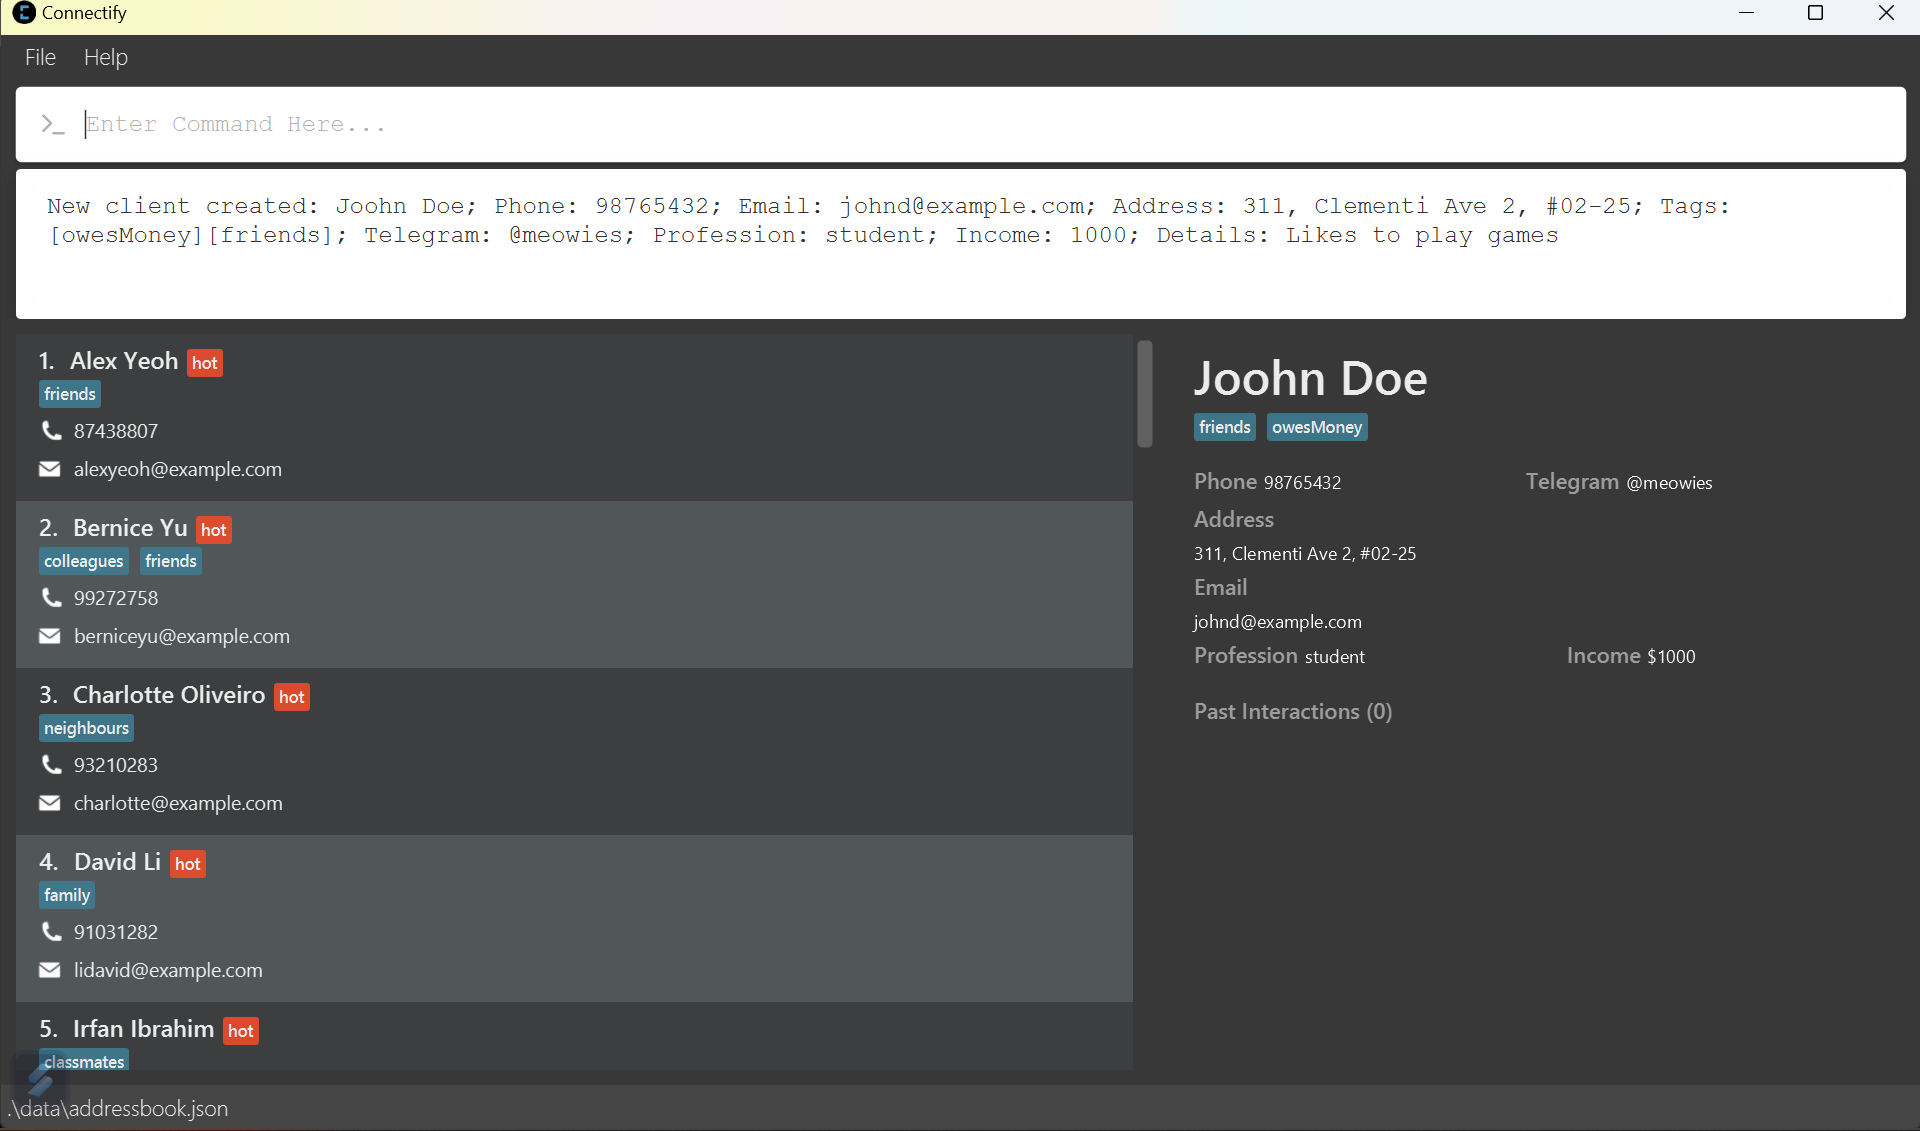 Connectify
File Help
>_ Enter Command Here...
New client created: Joohn Doe; Phone: 98765432; Email: johnd@example.com; Address: 311, Clementi Ave 2, #02-25; Tags:
[owesMoney][friends]; Telegram: @meowies; Profession: student; Income: 1000; Details: Likes to play games
1. Alex Yeoh hot
friends
87438807
alexyeoh@example.com
2. Bernice Yu hot
colleagues friends
99272758
berniceyu@example.com
3. Charlotte Oliveiro hot
neighbours
93210283
charlotte@example.com
4. David Li hot
family
91031282
lidavid@example.com
5. Irfan Ibrahim hot
classmates
Joohn Doe
friends owesMoney
Phone 98765432 Telegram @meowies
Address
311, Clementi Ave 2, #02-25
Email
johnd@example.com
Profession student Income $1000
Past Interactions (0)
.\data\addressbook.json